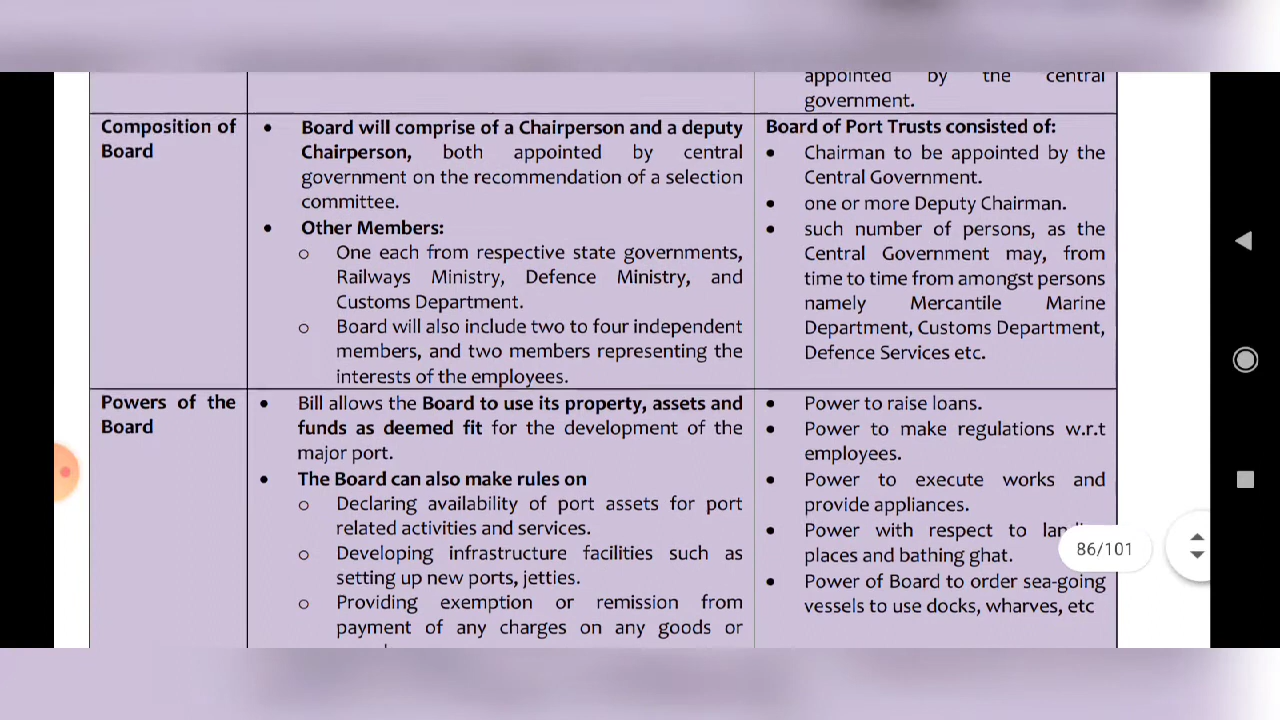 appointed by the central
government.
Composition of
Board
• Board will comprise of a Chairperson and a deputy
Chairperson, both appointed by central
government on the recommendation of a selection
committee.
• Other Members:
o One each from respective state governments,
Railways Ministry, Defence Ministry, and
Customs Department.
o Board will also include two to four independent
members, and two members representing the
interests of the employees.
Board of Port Trusts consisted of:
• Chairman to be appointed by the
Central Government.
• one or more Deputy Chairman.
• such number of persons, as the
Central Government may, from
time to time from amongst persons
namely Mercantile Marine
Department, Customs Department,
Defence Services etc.
Powers of the
Board
• Bill allows the Board to use its property, assets and
funds as deemed fit for the development of the
major port.
• The Board can also make rules on
o Declaring availability of port assets for port
related activities and services.
o Developing infrastructure facilities such as
setting up new ports, jetties.
o Providing exemption or remission from
payment of any charges on any goods or
• Power to raise loans.
• Power to make regulations w.r.t
employees.
• Power to execute works and
provide appliances.
• Power with respect to
places and bathing ghat.
• Power of Board to order sea-going
vessels to use docks, wharves, etc
86/101